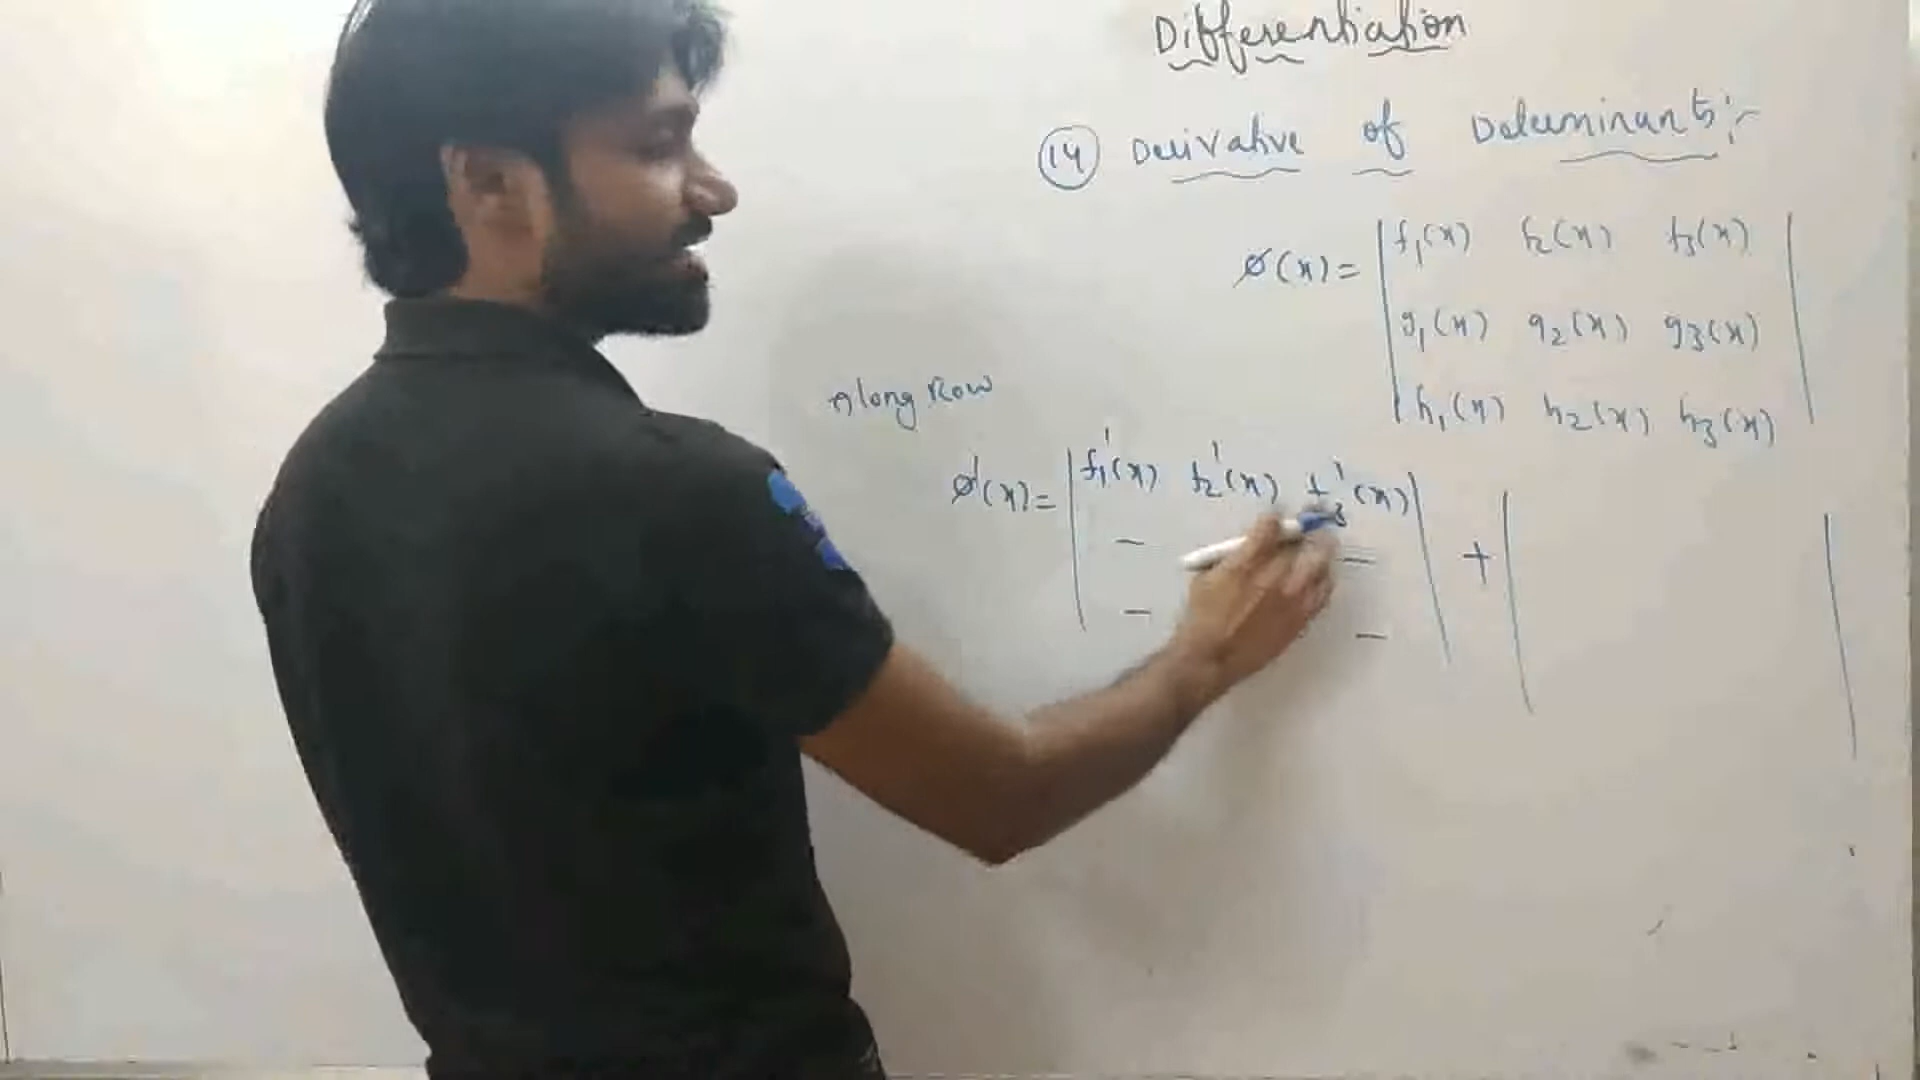 Differentiation
(14) Derivative of Determinants:-
ø(x) = | f₁(x) f₂(x) f₃(x) |
g₁(x) g₂(x) g₃(x)
h₁(x) h₂(x) h₃(x)
Along Row
ø'(x) = | f₁'(x) f₂'(x) f₃'(x) | + | |
- -
- -